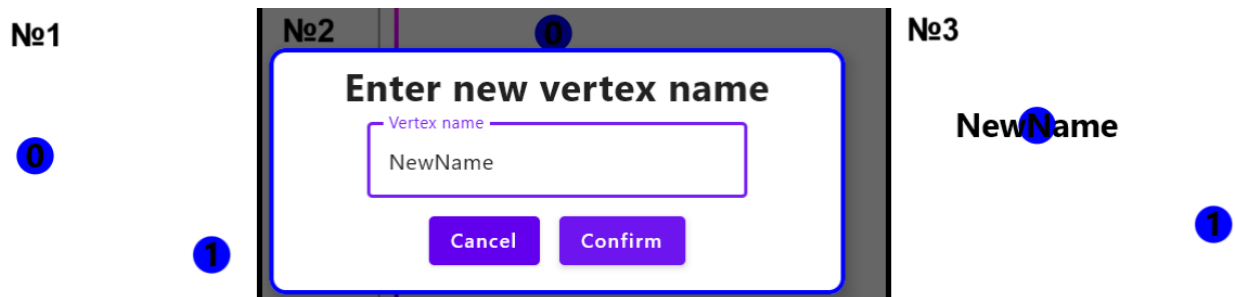 №1
0
1
№2
0
Enter new vertex name
Vertex name
NewName
Cancel
Confirm
№3
NewName
1